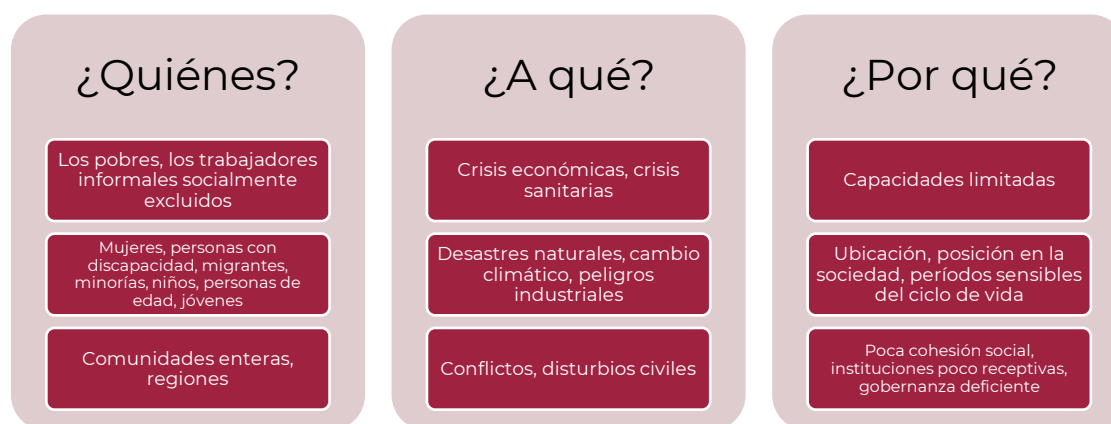 ¿Quiénes?
Los pobres, los trabajadores
informales socialmente
excluidos
Mujeres, personas con
discapacidad, migrantes,
minorías, niños, personas de
edad, jóvenes
Comunidades enteras,
regiones
¿A qué?
Crisis económicas, crisis
sanitarias
Desastres naturales, cambio
climático, peligros
industriales
Conflictos, disturbios civiles
¿Por qué?
Capacidades limitadas
Ubicación, posición en la
sociedad, períodos sensibles
del ciclo de vida
Poca cohesión social,
instituciones poco receptivas,
gobernanza deficiente